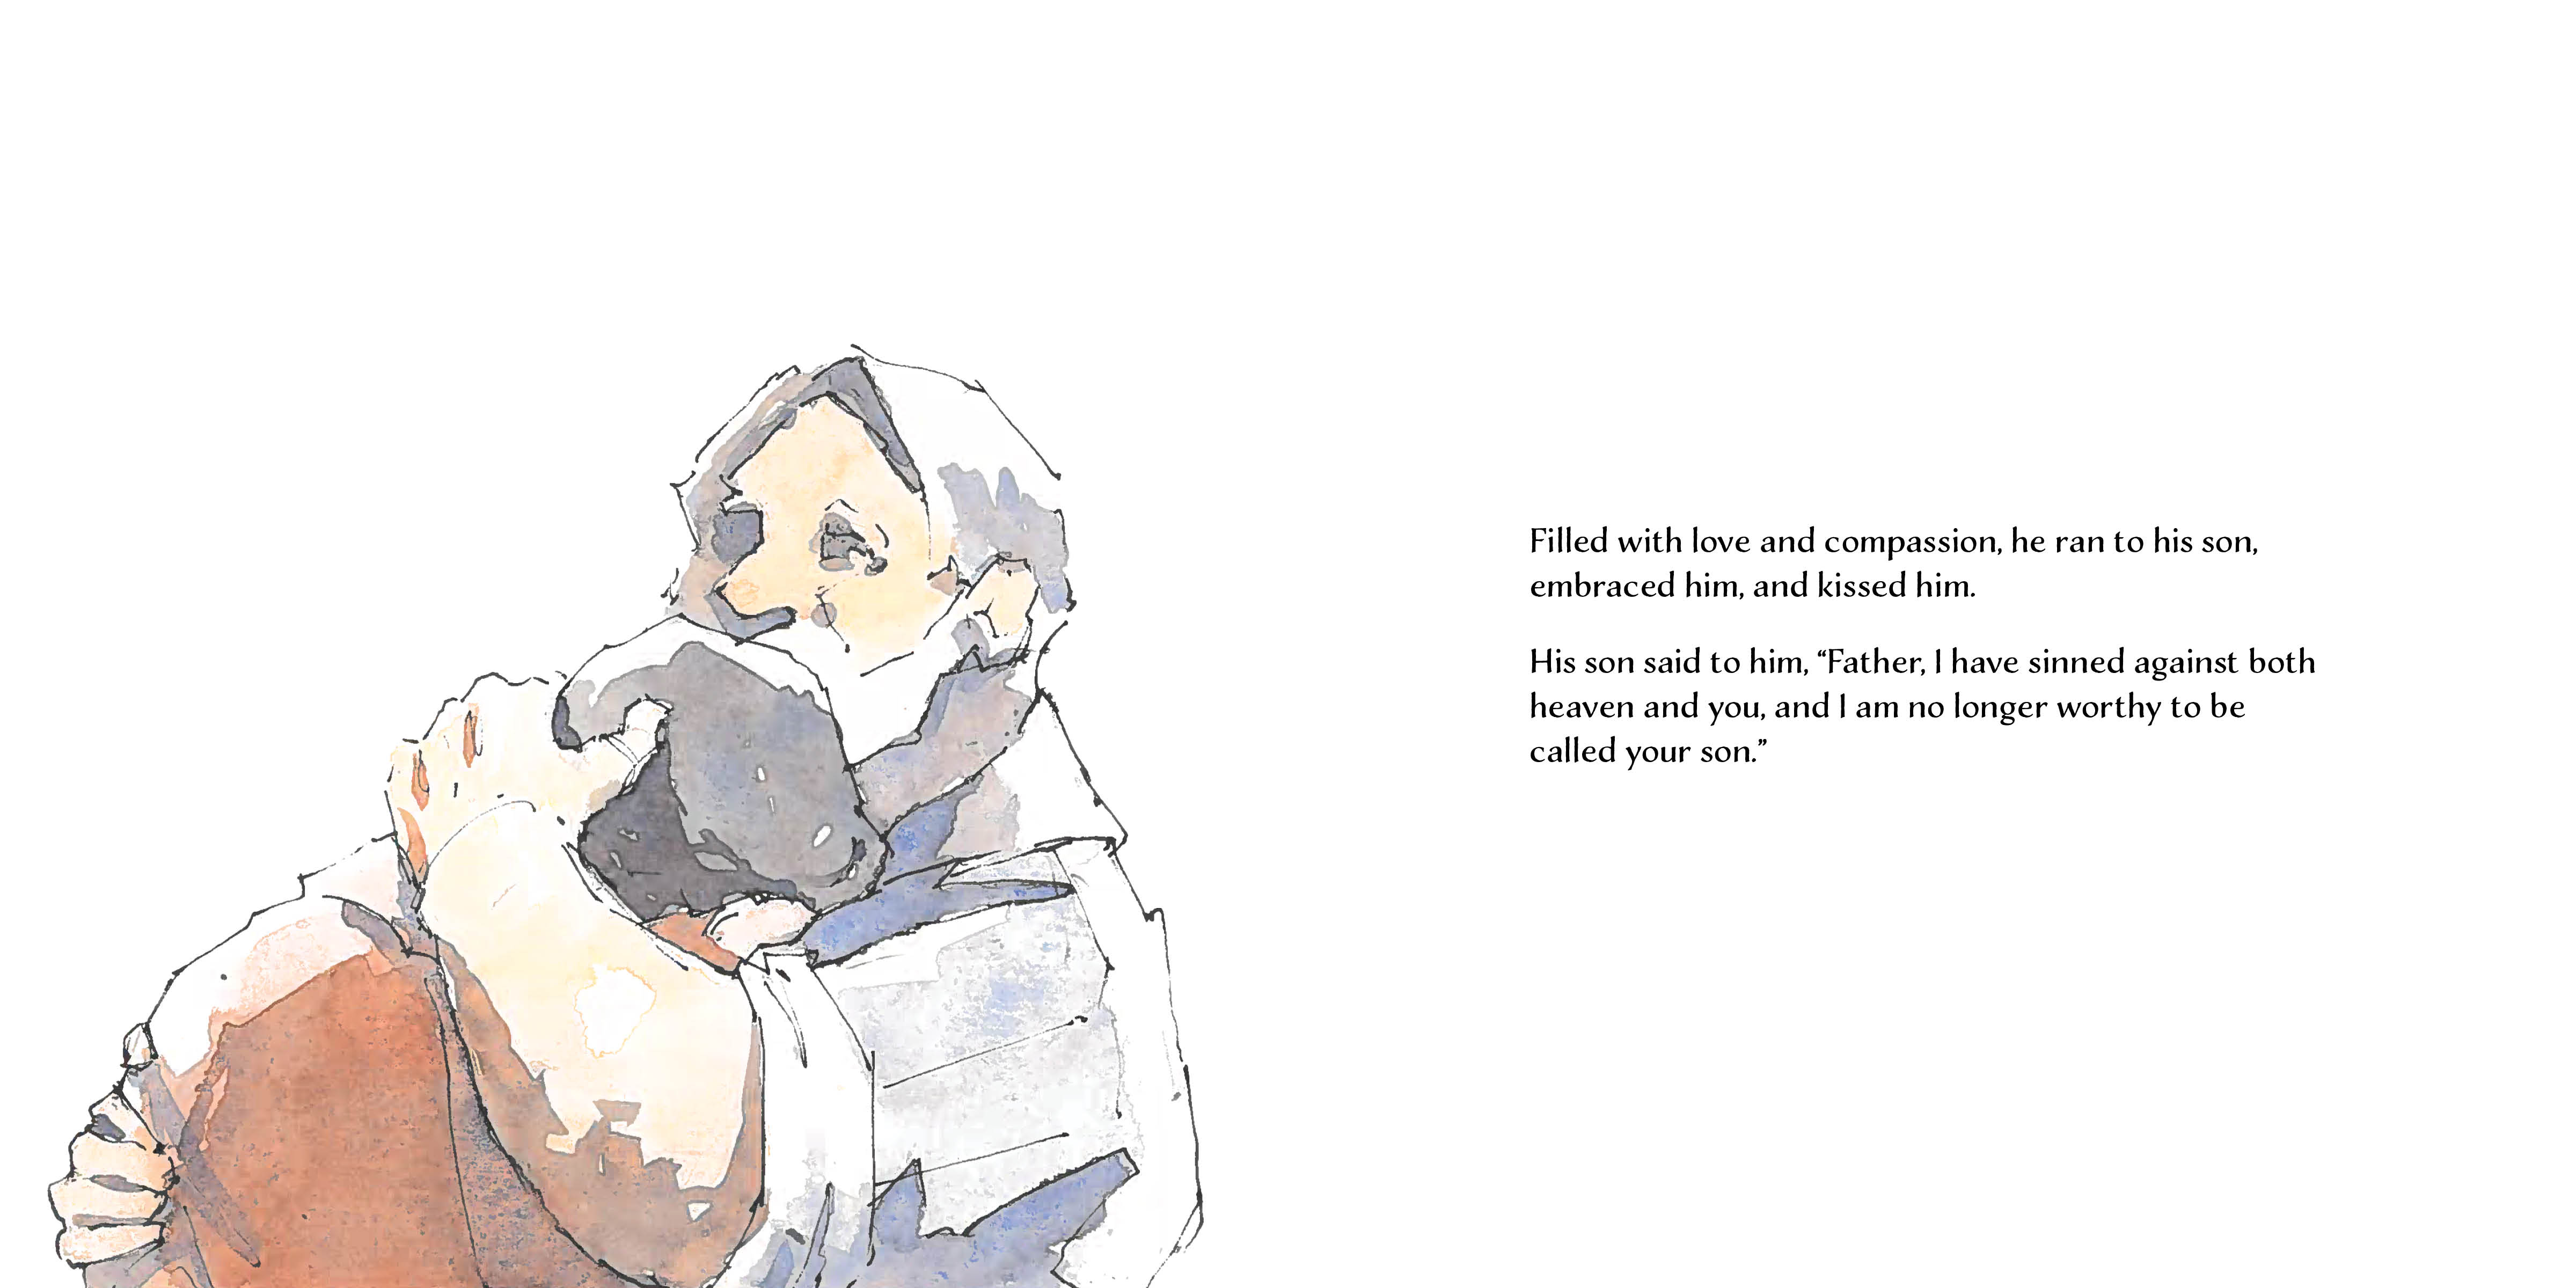 Filled with love and compassion, he ran to his son,
embraced him, and kissed him.
His son said to him, “Father, I have sinned against both
heaven and you, and I am no longer worthy to be
called your son.”